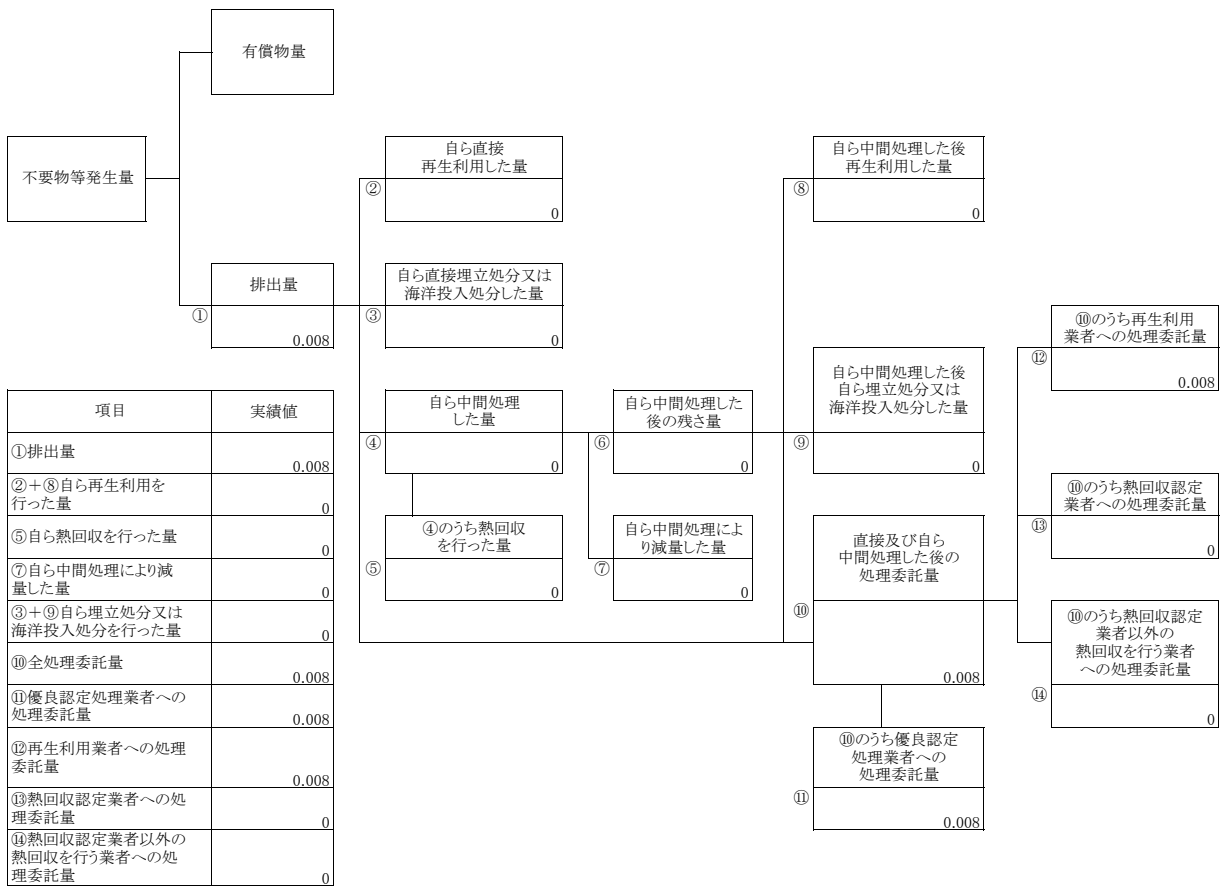 有償物量
不要物等発生量
排出量
①
0.008
自ら直接
再生利用した量
②
0
自ら直接埋立処分又は
海洋投入処分した量
③
0
自ら中間処理
した量
④
0
④のうち熱回収
を行った量
⑤
0
自ら中間処理した
後の残さ量
⑥
0
自ら中間処理によ
り減量した量
⑦
0
自ら中間処理した後
再生利用した量
⑧
0
自ら中間処理した後
自ら埋立処分又は
海洋投入処分した量
⑨
0
直接及び自ら
中間処理した後の
処理委託量
⑩
0.008
⑩のうち優良認定
処理業者への
処理委託量
⑪
0.008
⑩のうち再生利用
業者への処理委託量
⑫
0.008
⑩のうち熱回収認定
業者への処理委託量
⑬
0
⑩のうち熱回収認定
業者以外の
熱回収を行う業者
への処理委託量
⑭
0
項目 実績値
①排出量
0.008
②+⑧自ら再生利用を
行った量
0
⑤自ら熱回収を行った量
0
⑦自ら中間処理により減
量した量
0
③+⑨自ら埋立処分又は
海洋投入処分を行った量
0
⑩全処理委託量
0.008
⑪優良認定処理業者への
処理委託量
0.008
⑫再生利用業者への処理
委託量
0.008
⑬熱回収認定業者への処
理委託量
0
⑭熱回収認定業者以外の
熱回収を行う業者への処
理委託量
0